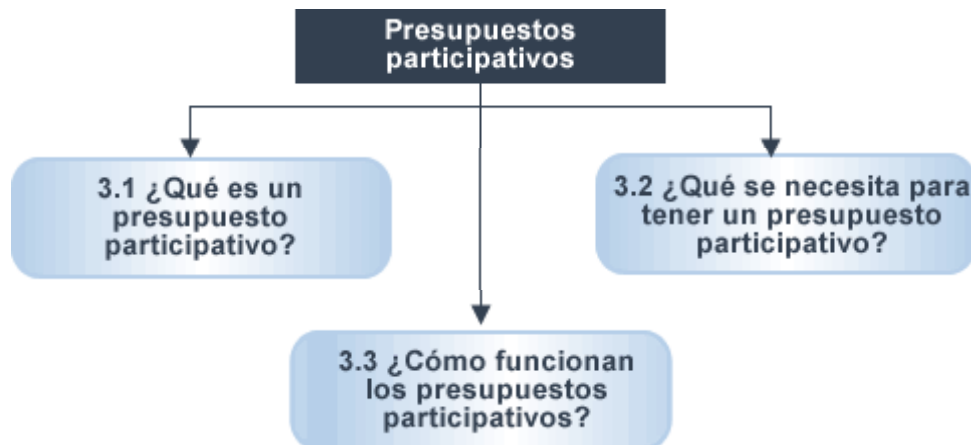 Presupuestos
participativos
3.1 ¿Qué es un
presupuesto
participativo?
3.2 ¿Qué se necesita para
tener un presupuesto
participativo?
3.3 ¿Cómo funcionan
los presupuestos
participativos?